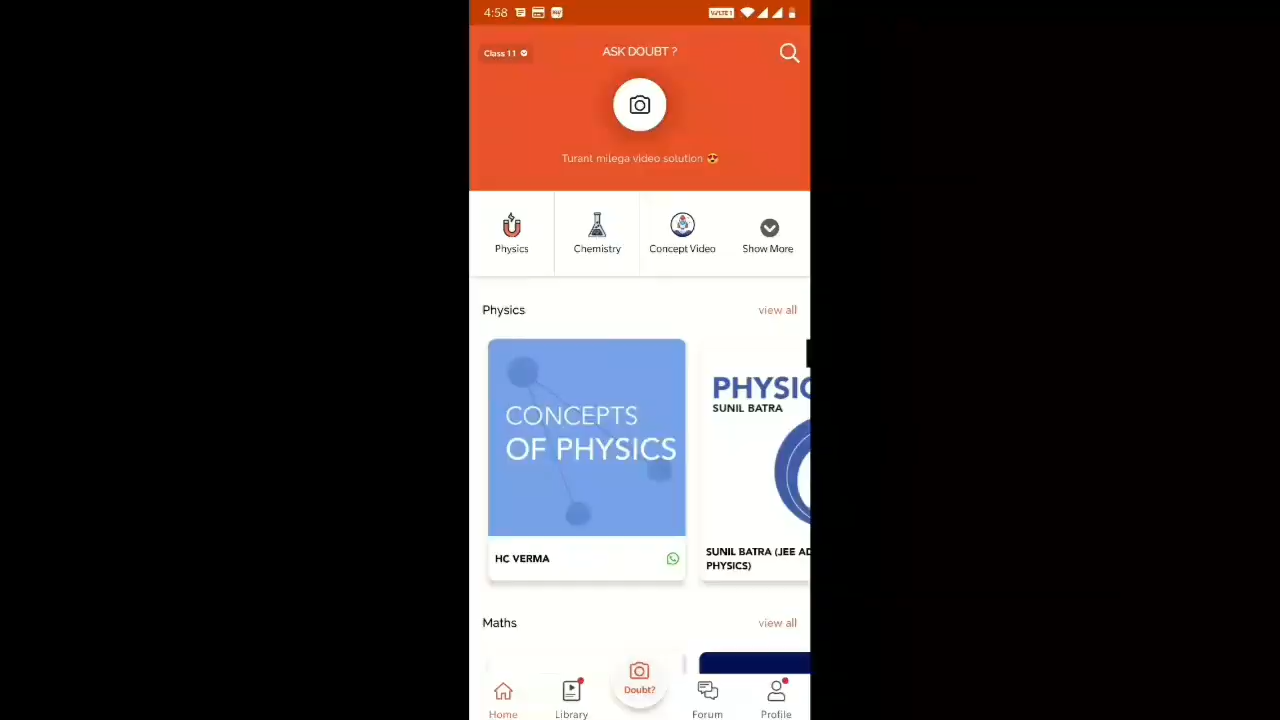 4:58
VoLTE 1
Class 11
ASK DOUBT ?
Turant milega video solution 😍
Physics
Chemistry
Concept Video
Show More
Physics
view all
CONCEPTS
OF PHYSICS
PHYSIC
SUNIL BATRA
HC VERMA
SUNIL BATRA (JEE AD
PHYSICS)
Maths
view all
Doubt?
Home
Library
Forum
Profile